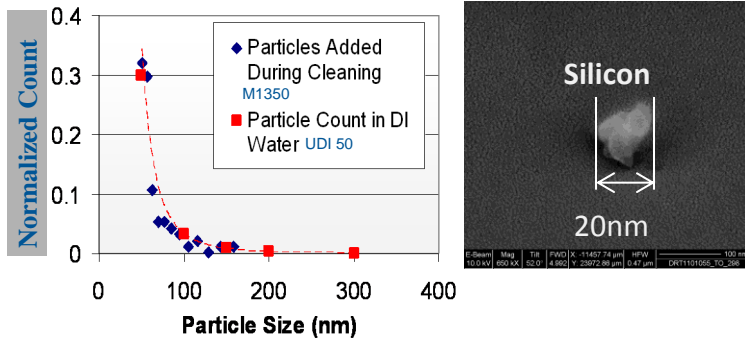 Normalized Count
0.4
0.3
0.2
0.1
0
0
100
200
300
400
Particle Size (nm)
Particles Added
During Cleaning
M1350
Particle Count in DI
Water UDI 50
Silicon
20nm
E-Beam Mag Tilt FWD X: -11457.74 µm HFW 100 nm
10.0 kV 650 kX 52.0° 4.992 Y: 23972.86 µm 0.47 µm DRT1101055_TO_298